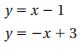 y = x − 1
y = −x + 3